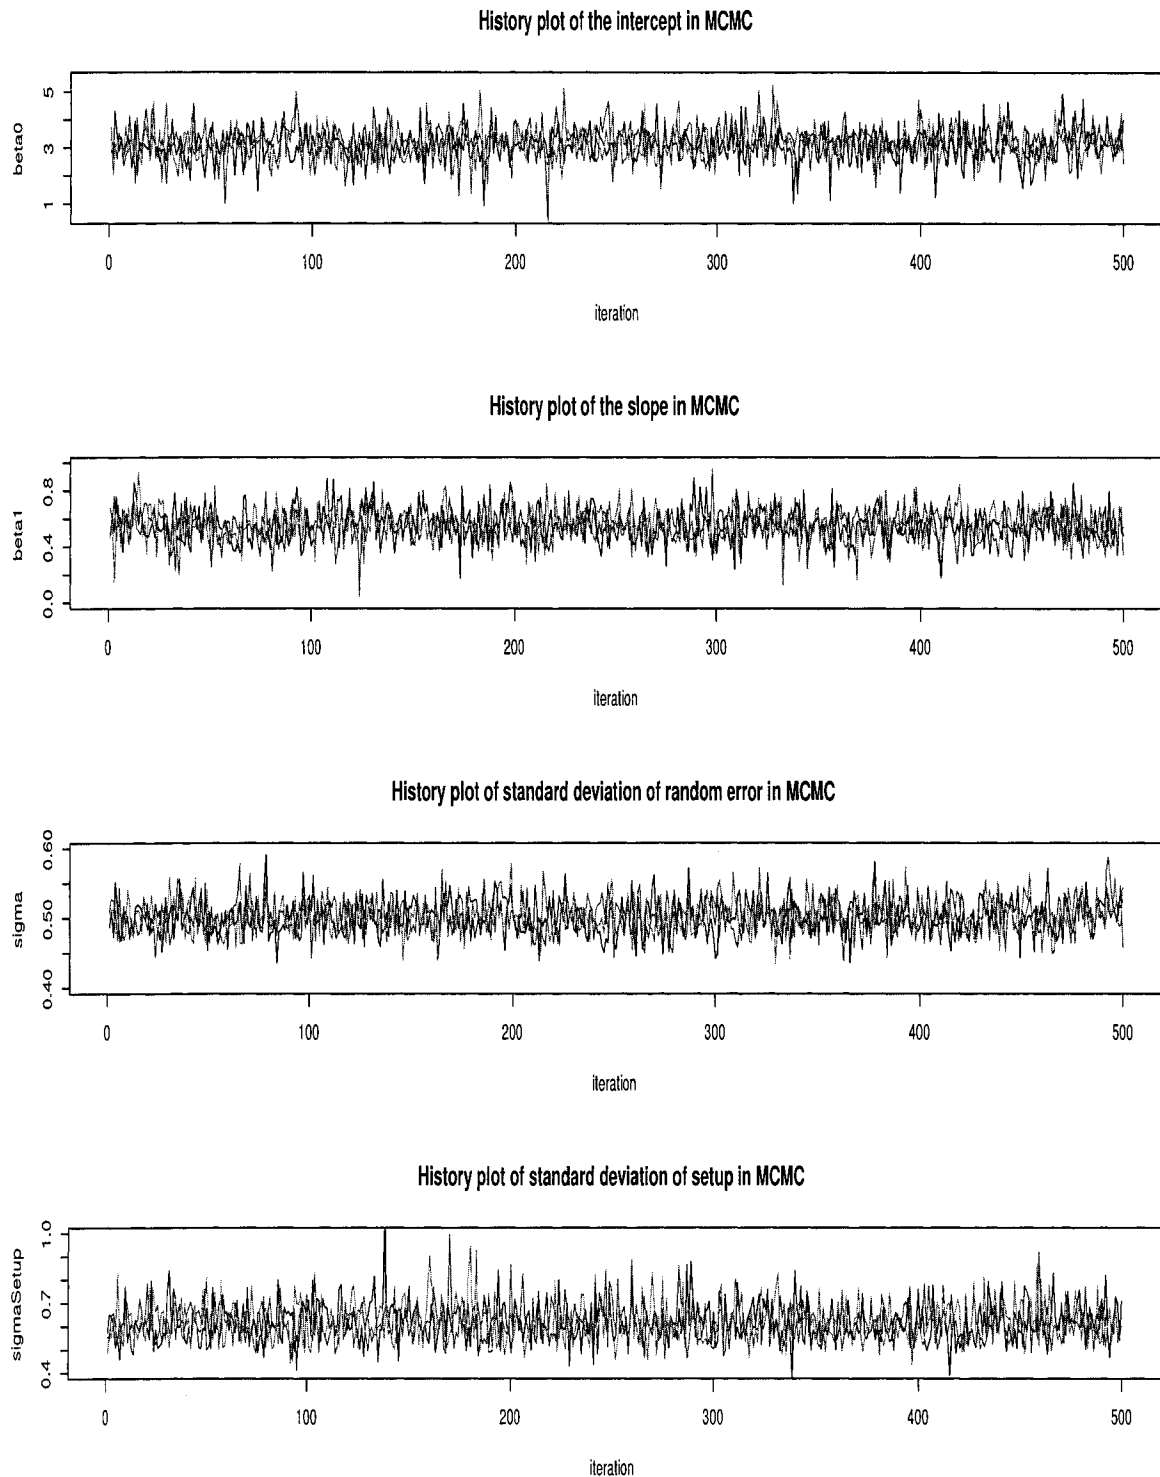 History plot of the intercept in MCMC
beta0
5
3
1
0 100 200 300 400 500
iteration
History plot of the slope in MCMC
beta1
0.8
0.4
0.0
0 100 200 300 400 500
iteration
History plot of standard deviation of random error in MCMC
sigma
0.60
0.50
0.40
0 100 200 300 400 500
iteration
History plot of standard deviation of setup in MCMC
sigmaSetup
1.0
0.7
0.4
0 100 200 300 400 500
iteration